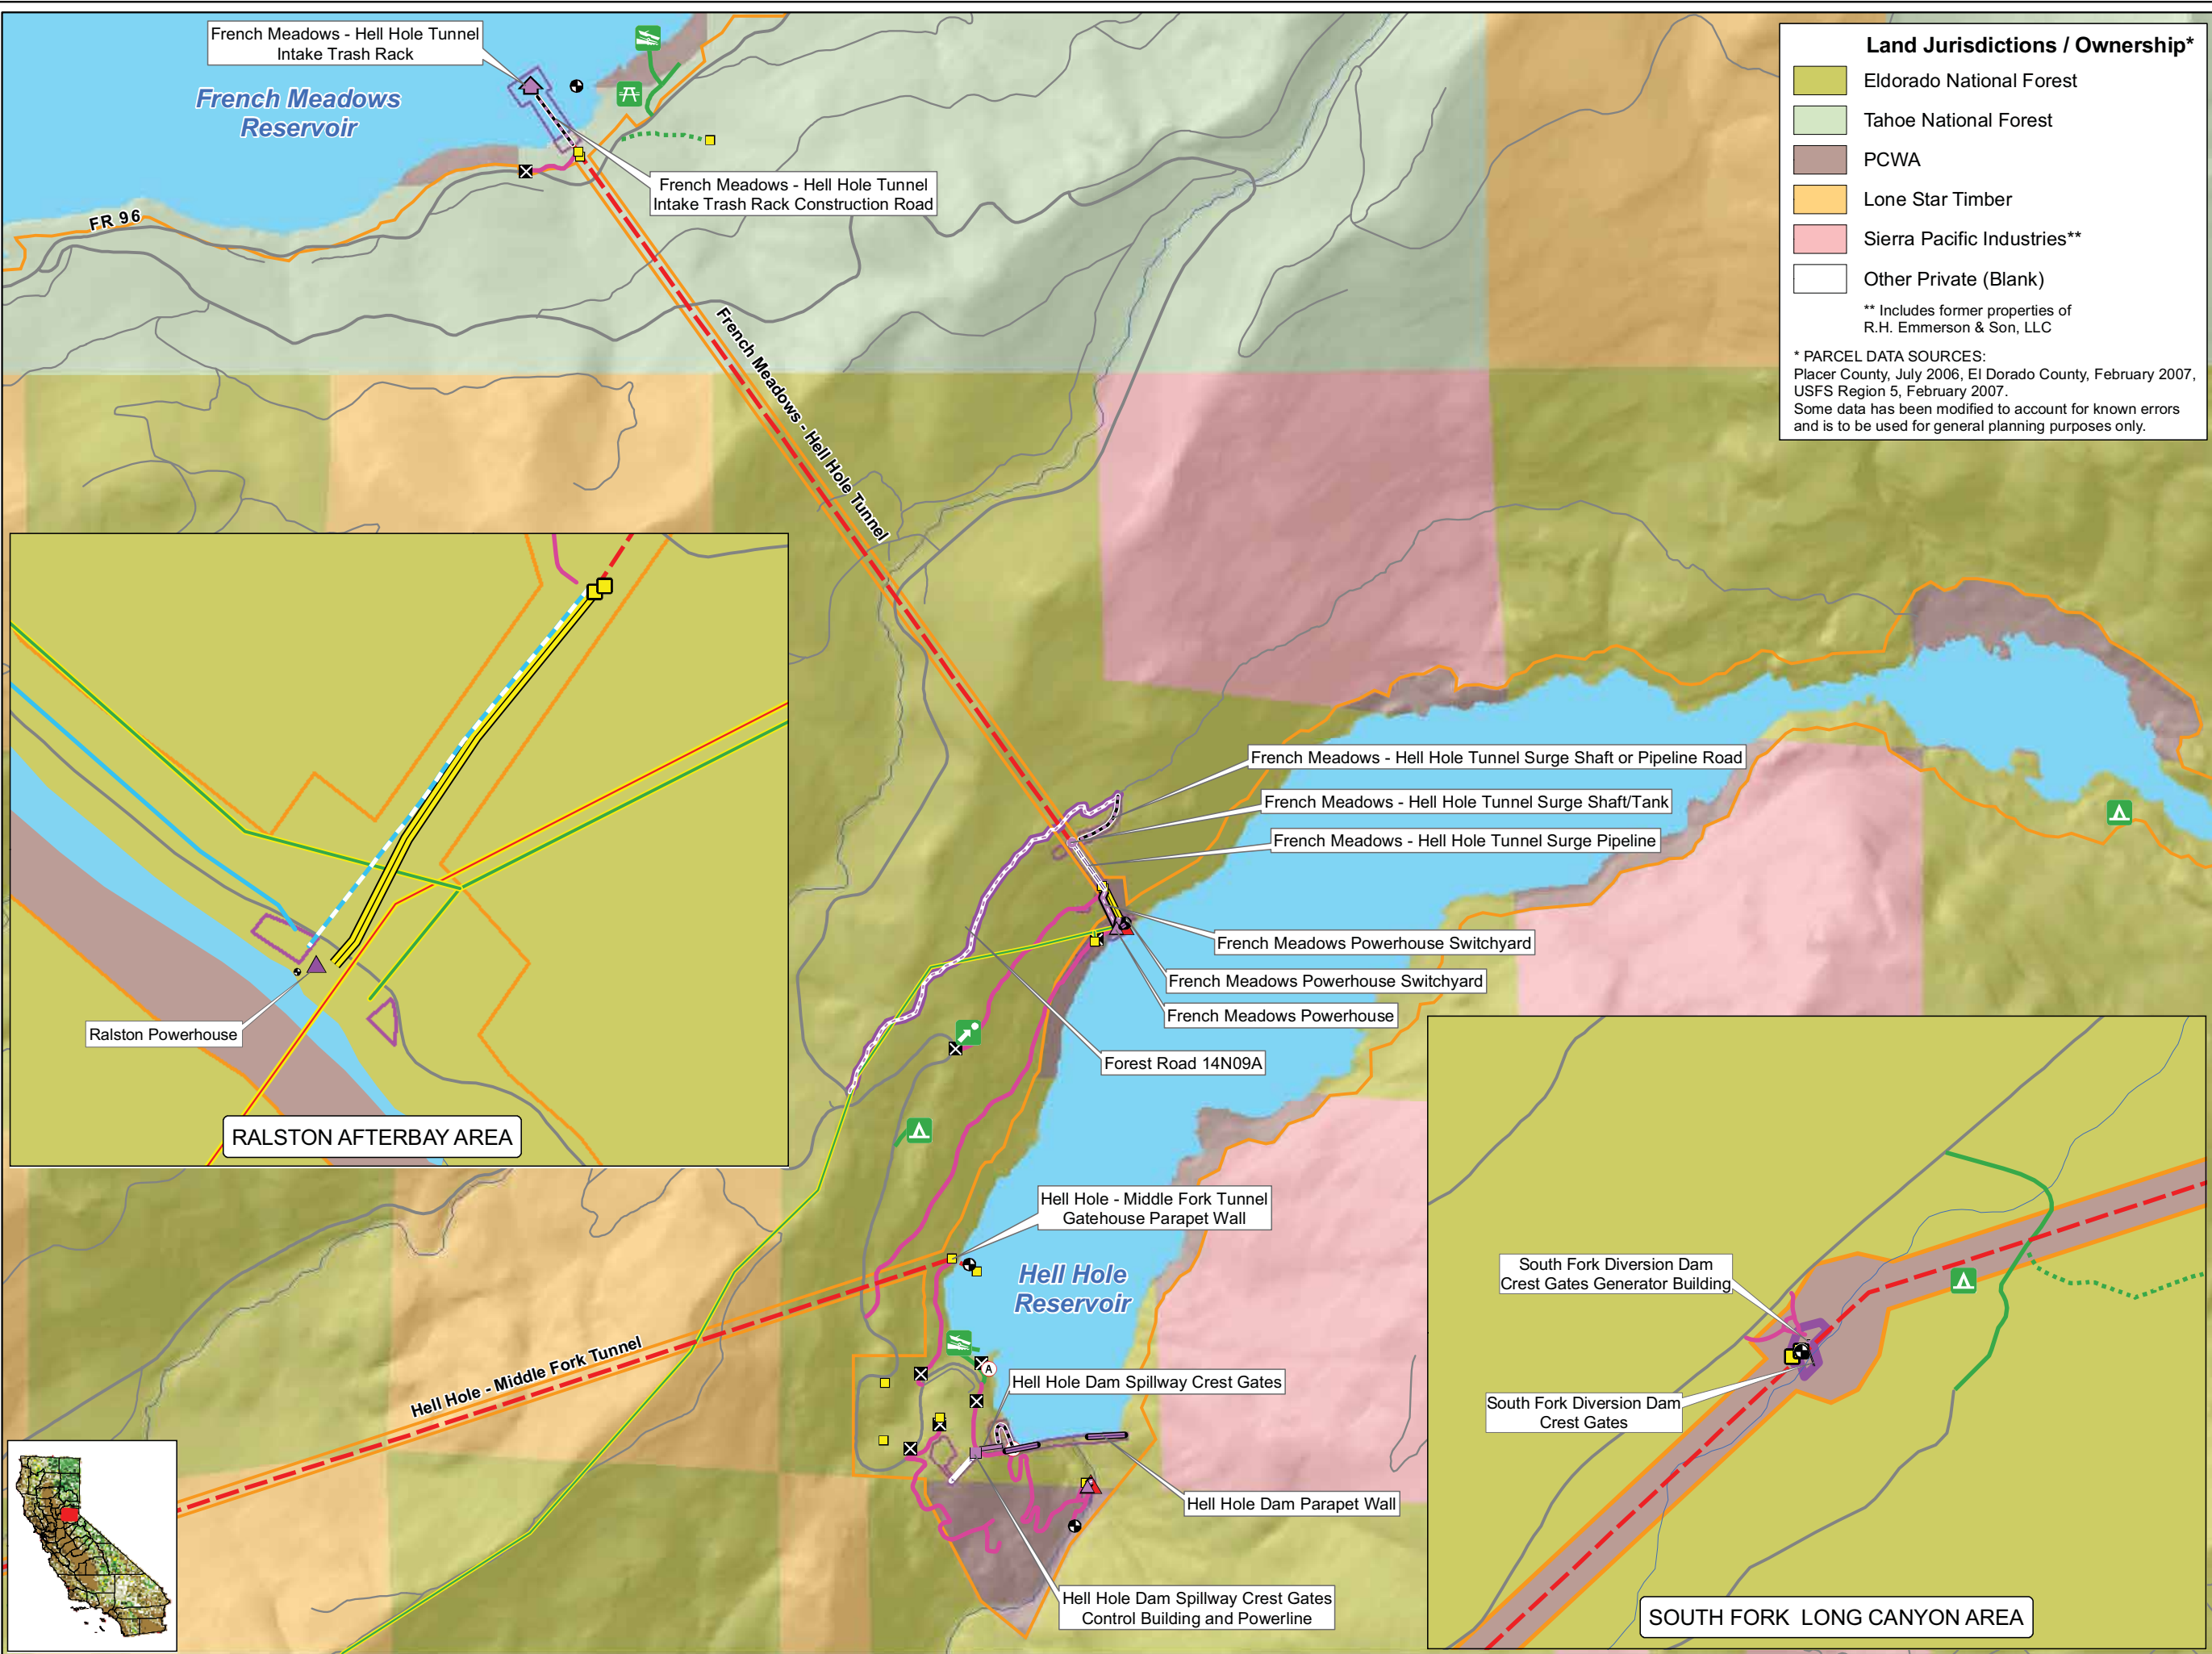 French Meadows - Hell Hole Tunnel
Intake Trash Rack
French Meadows
Reservoir
French Meadows - Hell Hole Tunnel
Intake Trash Rack Construction Road
FR 96
French Meadows - Hell Hole Tunnel
Land Jurisdictions / Ownership*
Eldorado National Forest
Tahoe National Forest
PCWA
Lone Star Timber
Sierra Pacific Industries**
Other Private (Blank)
** Includes former properties of
R.H. Emmerson & Son, LLC
* PARCEL DATA SOURCES:
Placer County, July 2006, El Dorado County, February 2007,
USFS Region 5, February 2007.
Some data has been modified to account for known errors
and is to be used for general planning purposes only.
French Meadows - Hell Hole Tunnel Surge Shaft or Pipeline Road
French Meadows - Hell Hole Tunnel Surge Shaft/Tank
French Meadows - Hell Hole Tunnel Surge Pipeline
French Meadows Powerhouse Switchyard
French Meadows Powerhouse Switchyard
French Meadows Powerhouse
Forest Road 14N09A
Ralston Powerhouse
RALSTON AFTERBAY AREA
Hell Hole - Middle Fork Tunnel
Gatehouse Parapet Wall
Hell Hole
Reservoir
Hell Hole - Middle Fork Tunnel
A
Hell Hole Dam Spillway Crest Gates
Hell Hole Dam Parapet Wall
Hell Hole Dam Spillway Crest Gates
Control Building and Powerline
South Fork Diversion Dam
Crest Gates Generator Building
South Fork Diversion Dam
Crest Gates
SOUTH FORK LONG CANYON AREA